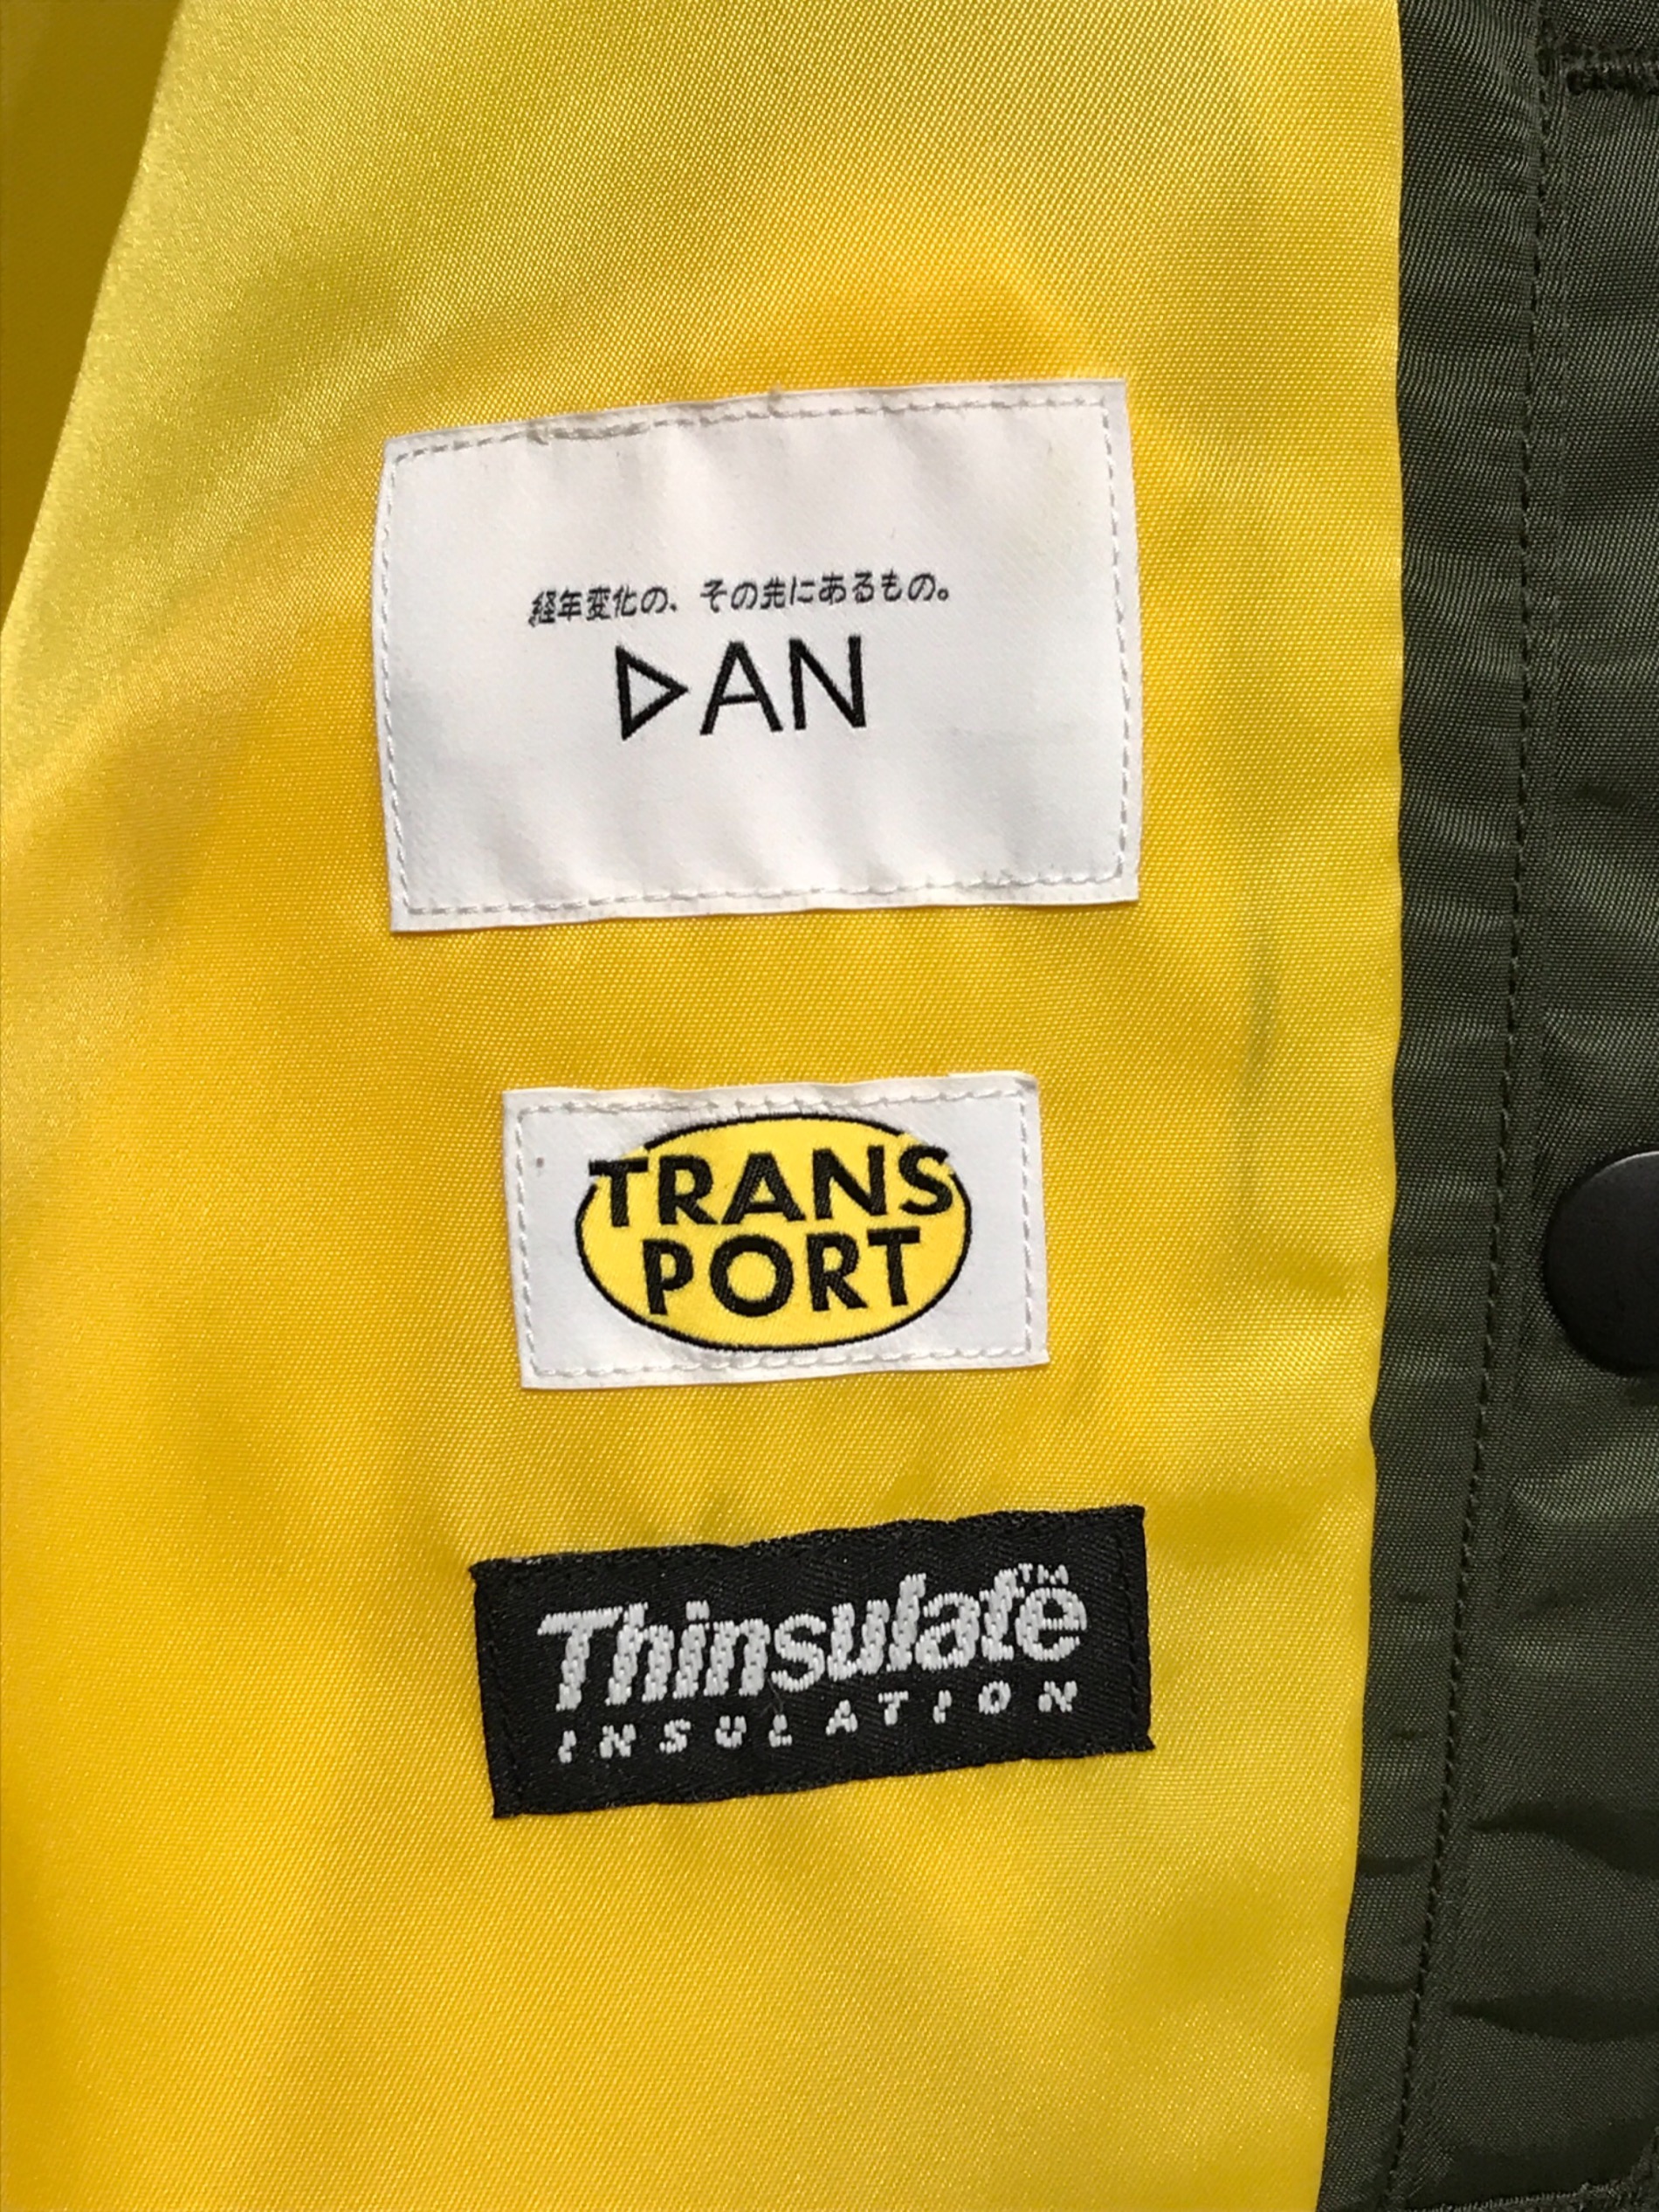 経年変化の、その先にあるもの。
▷AN
TRANS
PORT
Thinsulate™
INSULATION